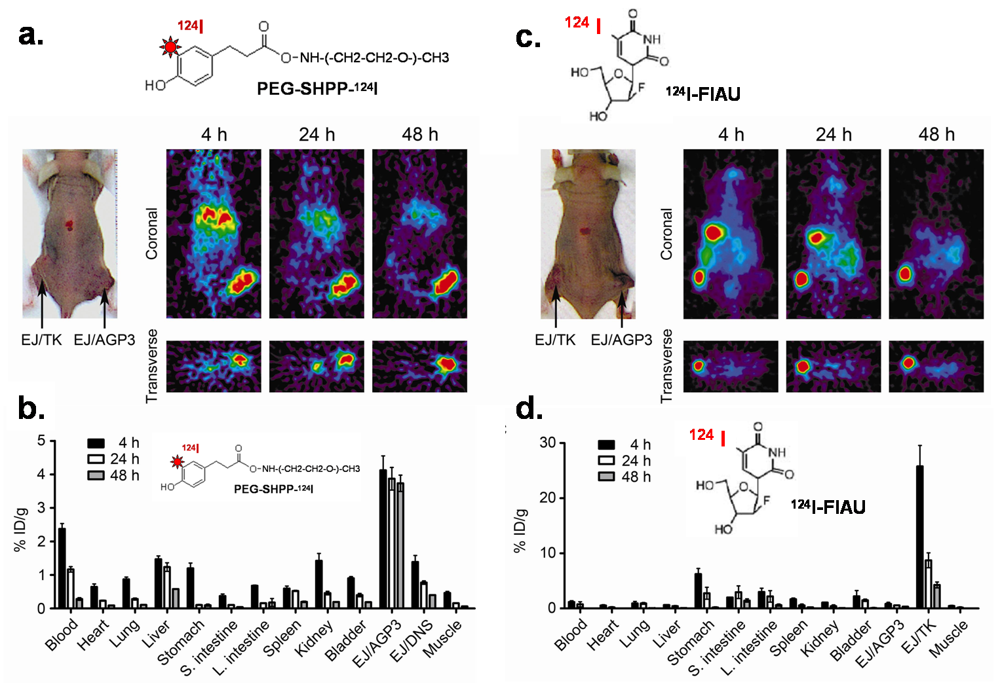 a.
124I
O
O-NH-(-CH2-CH2-O-)-CH3
HO
PEG-SHPP-124I
4 h
24 h
48 h
Coronal
EJ/TK
EJ/AGP3
Transverse
b.
5
4
3
2
1
0
% ID/g
4 h
24 h
48 h
124I
O
O-NH-(-CH2-CH2-O-)-CH3
HO
PEG-SHPP-124I
Blood
Heart
Lung
Liver
Stomach
S. intestine
L. intestine
Spleen
Kidney
Bladder
EJ/AGP3
EJ/DNS
Muscle
c.
124 I
O
NH
O
HO
O
F
HO
124I-FIAU
4 h
24 h
48 h
Coronal
EJ/TK
EJ/AGP3
Transverse
d.
30
20
10
0
% ID/g
4 h
24 h
48 h
124 I
O
NH
O
HO
O
F
HO
124I-FIAU
Blood
Heart
Lung
Liver
Stomach
S. intestine
L. intestine
Spleen
Kidney
Bladder
EJ/AGP3
EJ/TK
Muscle